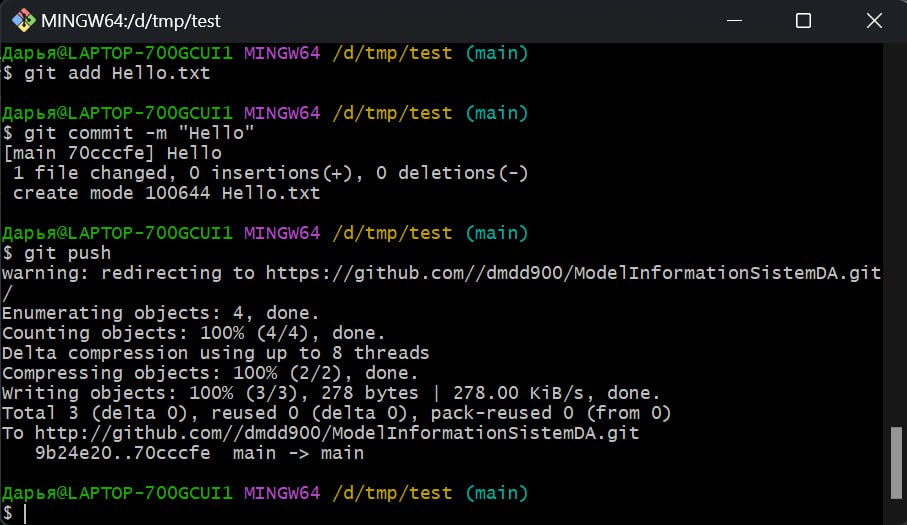 MINGW64:/d/tmp/test
Дарья@LAPTOP-700GCUI1 MINGW64 /d/tmp/test (main)
$ git add Hello.txt
Дарья@LAPTOP-700GCUI1 MINGW64 /d/tmp/test (main)
$ git commit -m "Hello"
[main 70cccfe] Hello
 1 file changed, 0 insertions(+), 0 deletions(-)
 create mode 100644 Hello.txt
Дарья@LAPTOP-700GCUI1 MINGW64 /d/tmp/test (main)
$ git push
warning: redirecting to https://github.com//dmdd900/ModelInformationSistemDA.git
/
Enumerating objects: 4, done.
Counting objects: 100% (4/4), done.
Delta compression using up to 8 threads
Compressing objects: 100% (2/2), done.
Writing objects: 100% (3/3), 278 bytes | 278.00 KiB/s, done.
Total 3 (delta 0), reused 0 (delta 0), pack-reused 0 (from 0)
To http://github.com//dmdd900/ModelInformationSistemDA.git
   9b24e20..70cccfe  main -> main
Дарья@LAPTOP-700GCUI1 MINGW64 /d/tmp/test (main)
$